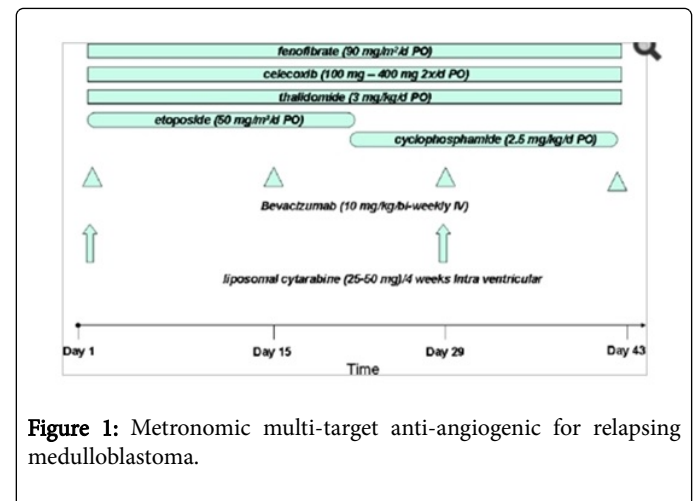 fenofibrate (90 mg/m²/d PO)
celecoxib (100 mg – 400 mg 2x/d PO)
thalidomide (3 mg/kg/d PO)
etoposide (50 mg/m²/d PO)
cyclophosphamide (2.5 mg/kg/d PO)
Bevacizumab (10 mg/kg/bi-weekly IV)
liposomal cytarabine (25-50 mg)/4 weeks intra ventricular
Day 1 Day 15 Day 29 Day 43
Time
Figure 1: Metronomic multi-target anti-angiogenic for relapsing
medulloblastoma.